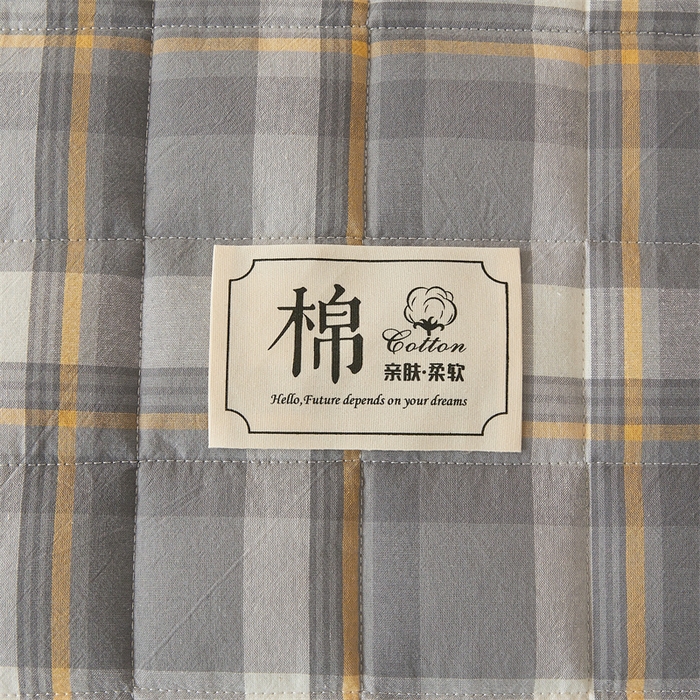 棉
Cotton
亲肤·柔软
Hello,Future depends on your dreams